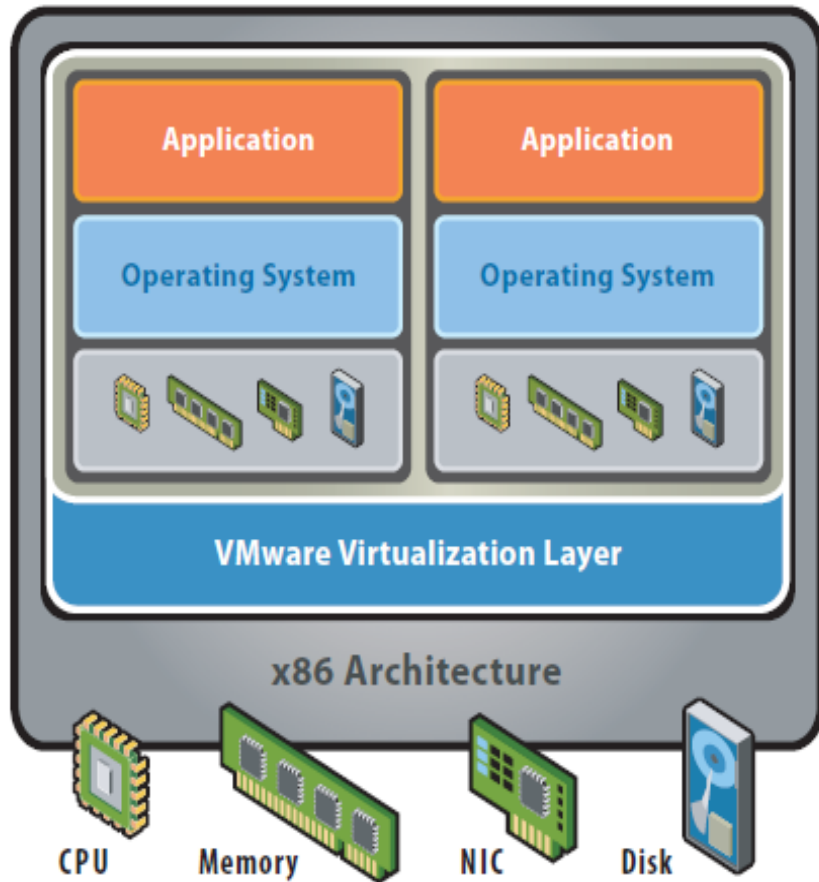 Application
Application
Operating System
Operating System
VMware Virtualization Layer
x86 Architecture
CPU
Memory
NIC
Disk